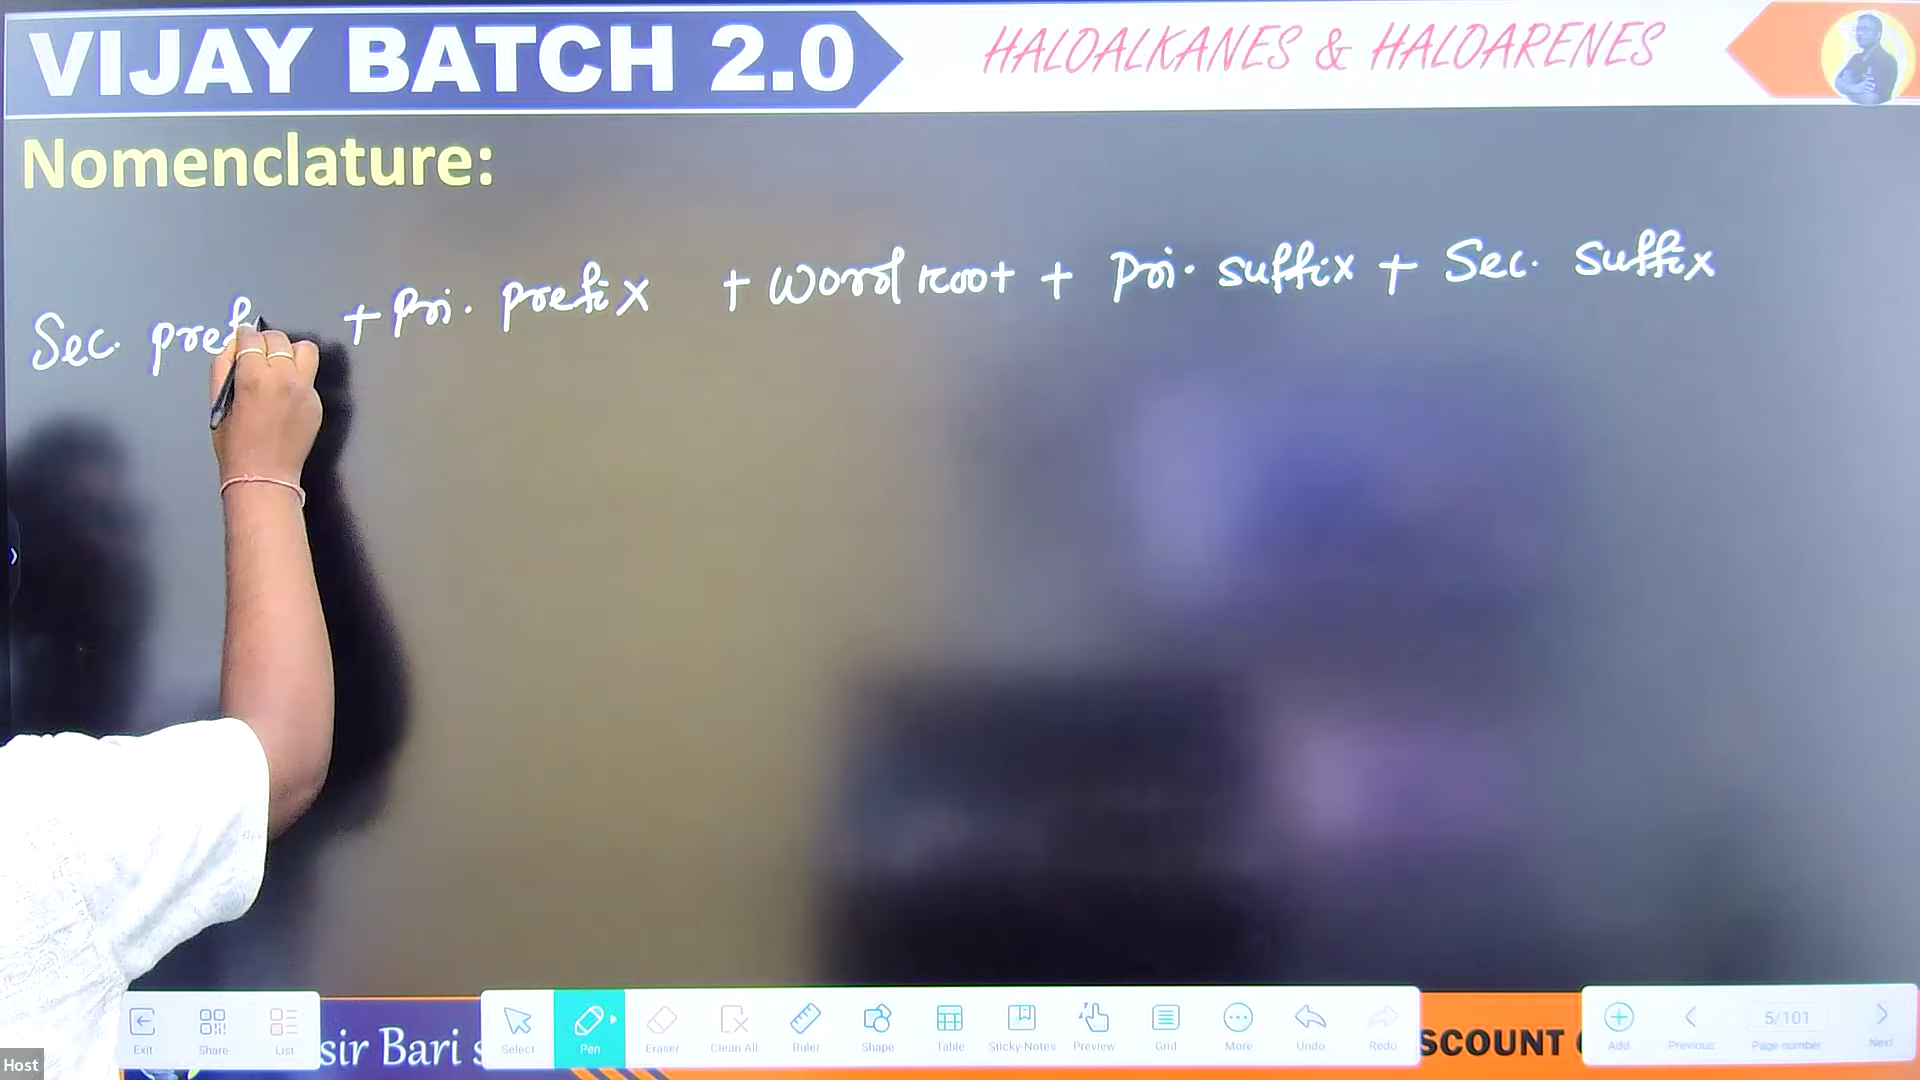 VIJAY BATCH 2.0
HALOALKANES & HALOARENES
Nomenclature:
Sec. pref + Pri. prefix + Word root + Pri. suffix + Sec. suffix
Exit
Share
List
sir Bari s
Select
Pen
Eraser
Clean All
Ruler
Shape
Table
Sticky-Notes
Preview
Grid
More
Undo
Redo
SCOUNT
Add
Previous
5/101
Page number
Next
Host